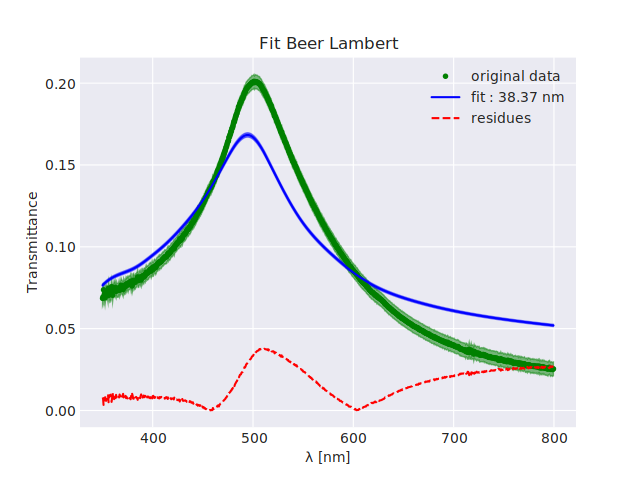 Fit Beer Lambert
original data
fit : 38.37 nm
residues
Transmittance
0.20
0.15
0.10
0.05
0.00
400 500 600 700 800
λ [nm]